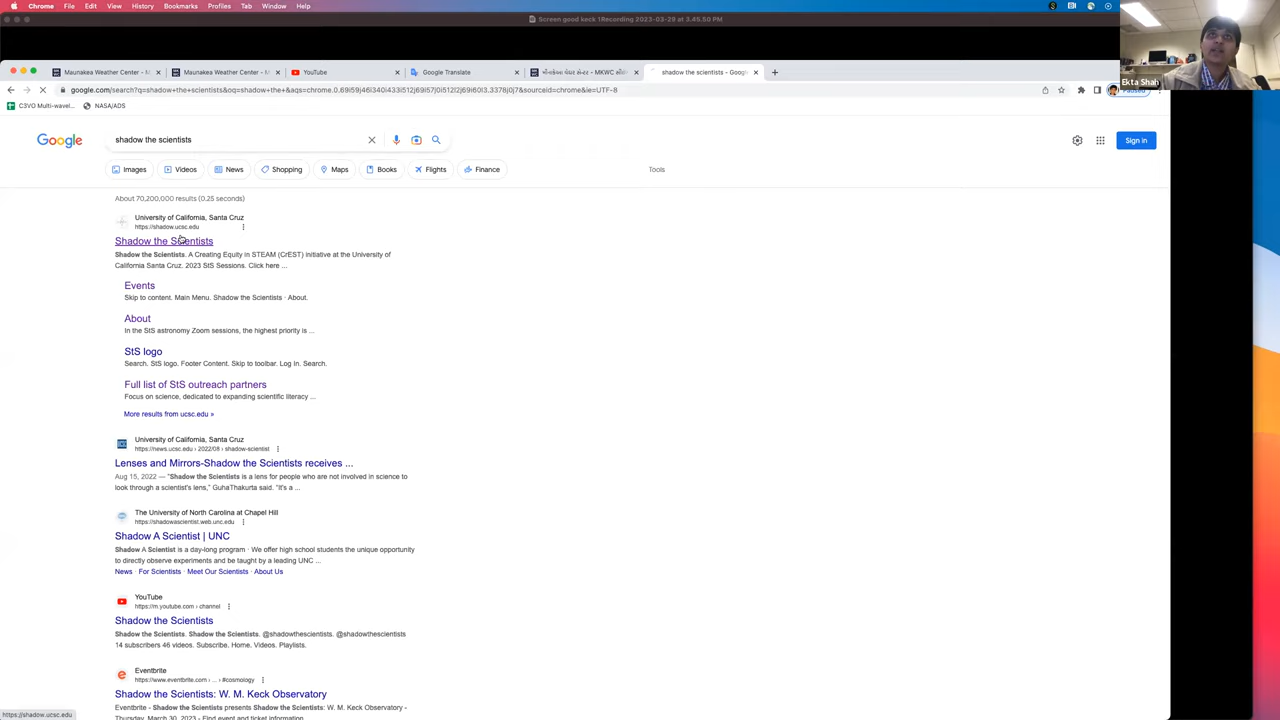 Chrome File Edit View History Bookmarks Profiles Tab Window Help
Screen good keck 1Recording 2023-03-29 at 3.45.50 PM
Maunakea Weather Center - M
Maunakea Weather Center - M
YouTube
Google Translate
- MKWC
shadow the scientists - Googl
google.com/search?q=shadow+the+scientists&oq=shadow+the+&aqs=chrome.0.69i59j46i340i433i512j69i57j0i512l2j69i60l3.3378j0j7&sourceid=chrome&ie=UTF-8
Paused
Ekta Shah
C3VO Multi-wavel...
NASA/ADS
Google
shadow the scientists
Sign in
Images
Videos
News
Shopping
Maps
Books
Flights
Finance
Tools
About 70,200,000 results (0.25 seconds)
University of California, Santa Cruz
https://shadow.ucsc.edu
Shadow the Scientists
Shadow the Scientists. A Creating Equity in STEAM (CrEST) initiative at the University of
California Santa Cruz. 2023 StS Sessions. Click here ...
Events
Skip to content. Main Menu. Shadow the Scientists · About.
About
In the StS astronomy Zoom sessions, the highest priority is ...
StS logo
Search. StS logo. Footer Content. Skip to toolbar. Log In. Search.
Full list of StS outreach partners
Focus on science, dedicated to expanding scientific literacy ...
More results from ucsc.edu »
University of California, Santa Cruz
https://news.ucsc.edu › 2022/08 › shadow-scientist
Lenses and Mirrors-Shadow the Scientists receives ...
Aug 15, 2022 — "Shadow the Scientists is a lens for people who are not involved in science to
look through a scientist's lens," GuhaThakurta said. "It's a ...
The University of North Carolina at Chapel Hill
https://shadowascientist.web.unc.edu
Shadow A Scientist | UNC
Shadow A Scientist is a day-long program · We offer high school students the unique opportunity
to directly observe experiments and be taught by a leading UNC ...
News · For Scientists · Meet Our Scientists · About Us
YouTube
https://m.youtube.com › channel
Shadow the Scientists
Shadow the Scientists. Shadow the Scientists. @shadowthescientists. @shadowthescientists
14 subscribers 46 videos. Subscribe. Home. Videos. Playlists.
Eventbrite
https://www.eventbrite.com › ... › #cosmology
Shadow the Scientists: W. M. Keck Observatory
Eventbrite - Shadow the Scientists presents Shadow the Scientists: W. M. Keck Observatory -
Thursday, March 30, 2023 - Find event and ticket information.
https://shadow.ucsc.edu